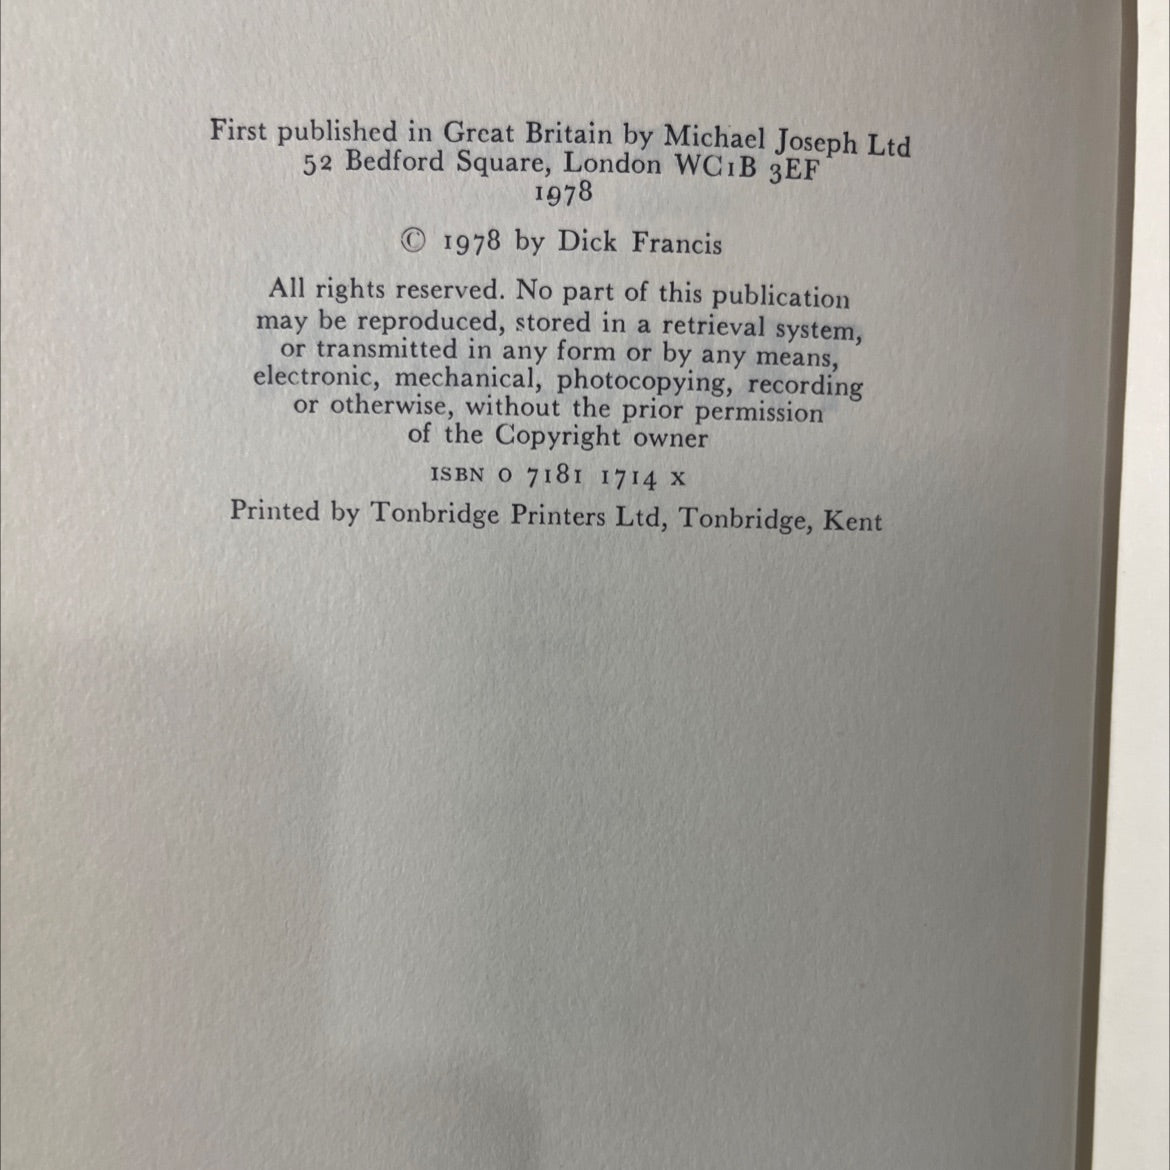 First published in Great Britain by Michael Joseph Ltd
52 Bedford Square, London WC1B 3EF
1978
© 1978 by Dick Francis
All rights reserved. No part of this publication
may be reproduced, stored in a retrieval system,
or transmitted in any form or by any means,
electronic, mechanical, photocopying, recording
or otherwise, without the prior permission
of the Copyright owner
ISBN 0 7181 1714 X
Printed by Tonbridge Printers Ltd, Tonbridge, Kent